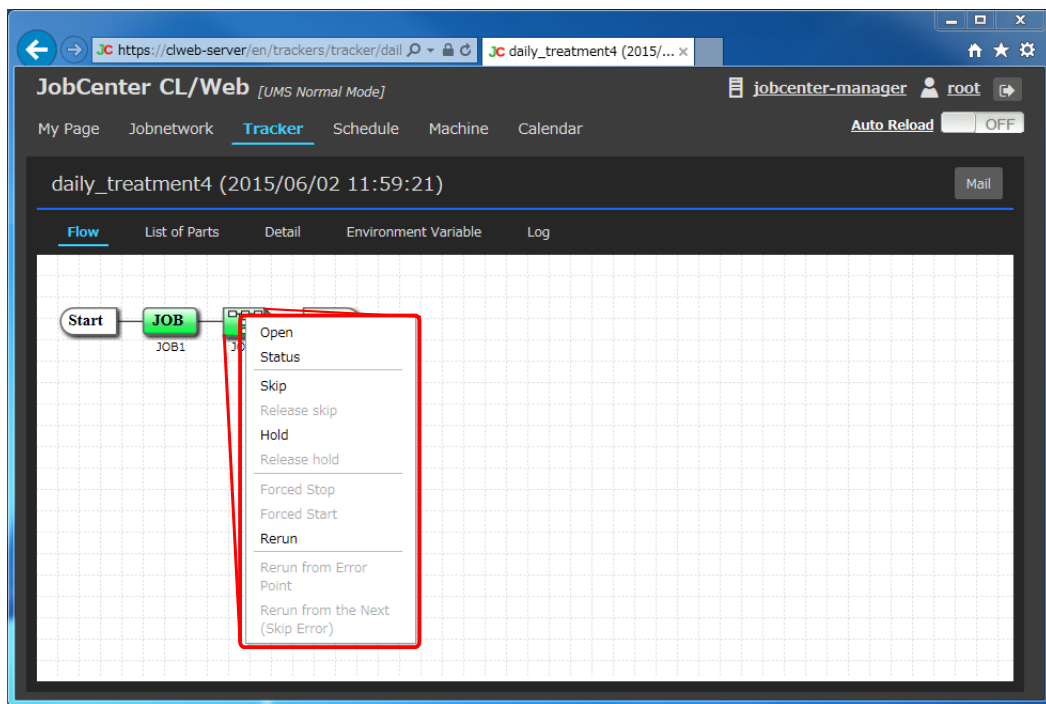 x
JC https://clweb-server/en/trackers/tracker/dail
JC daily_treatment4 (2015/... ×
JobCenter CL/Web [UMS Normal Mode]
jobcenter-manager root
My Page Jobnetwork Tracker Schedule Machine Calendar
Auto Reload OFF
daily_treatment4 (2015/06/02 11:59:21)
Mail
Flow List of Parts Detail Environment Variable Log
Start JOB
JOB1 JO
Open
Status
Skip
Release skip
Hold
Release hold
Forced Stop
Forced Start
Rerun
Rerun from Error
Point
Rerun from the Next
(Skip Error)